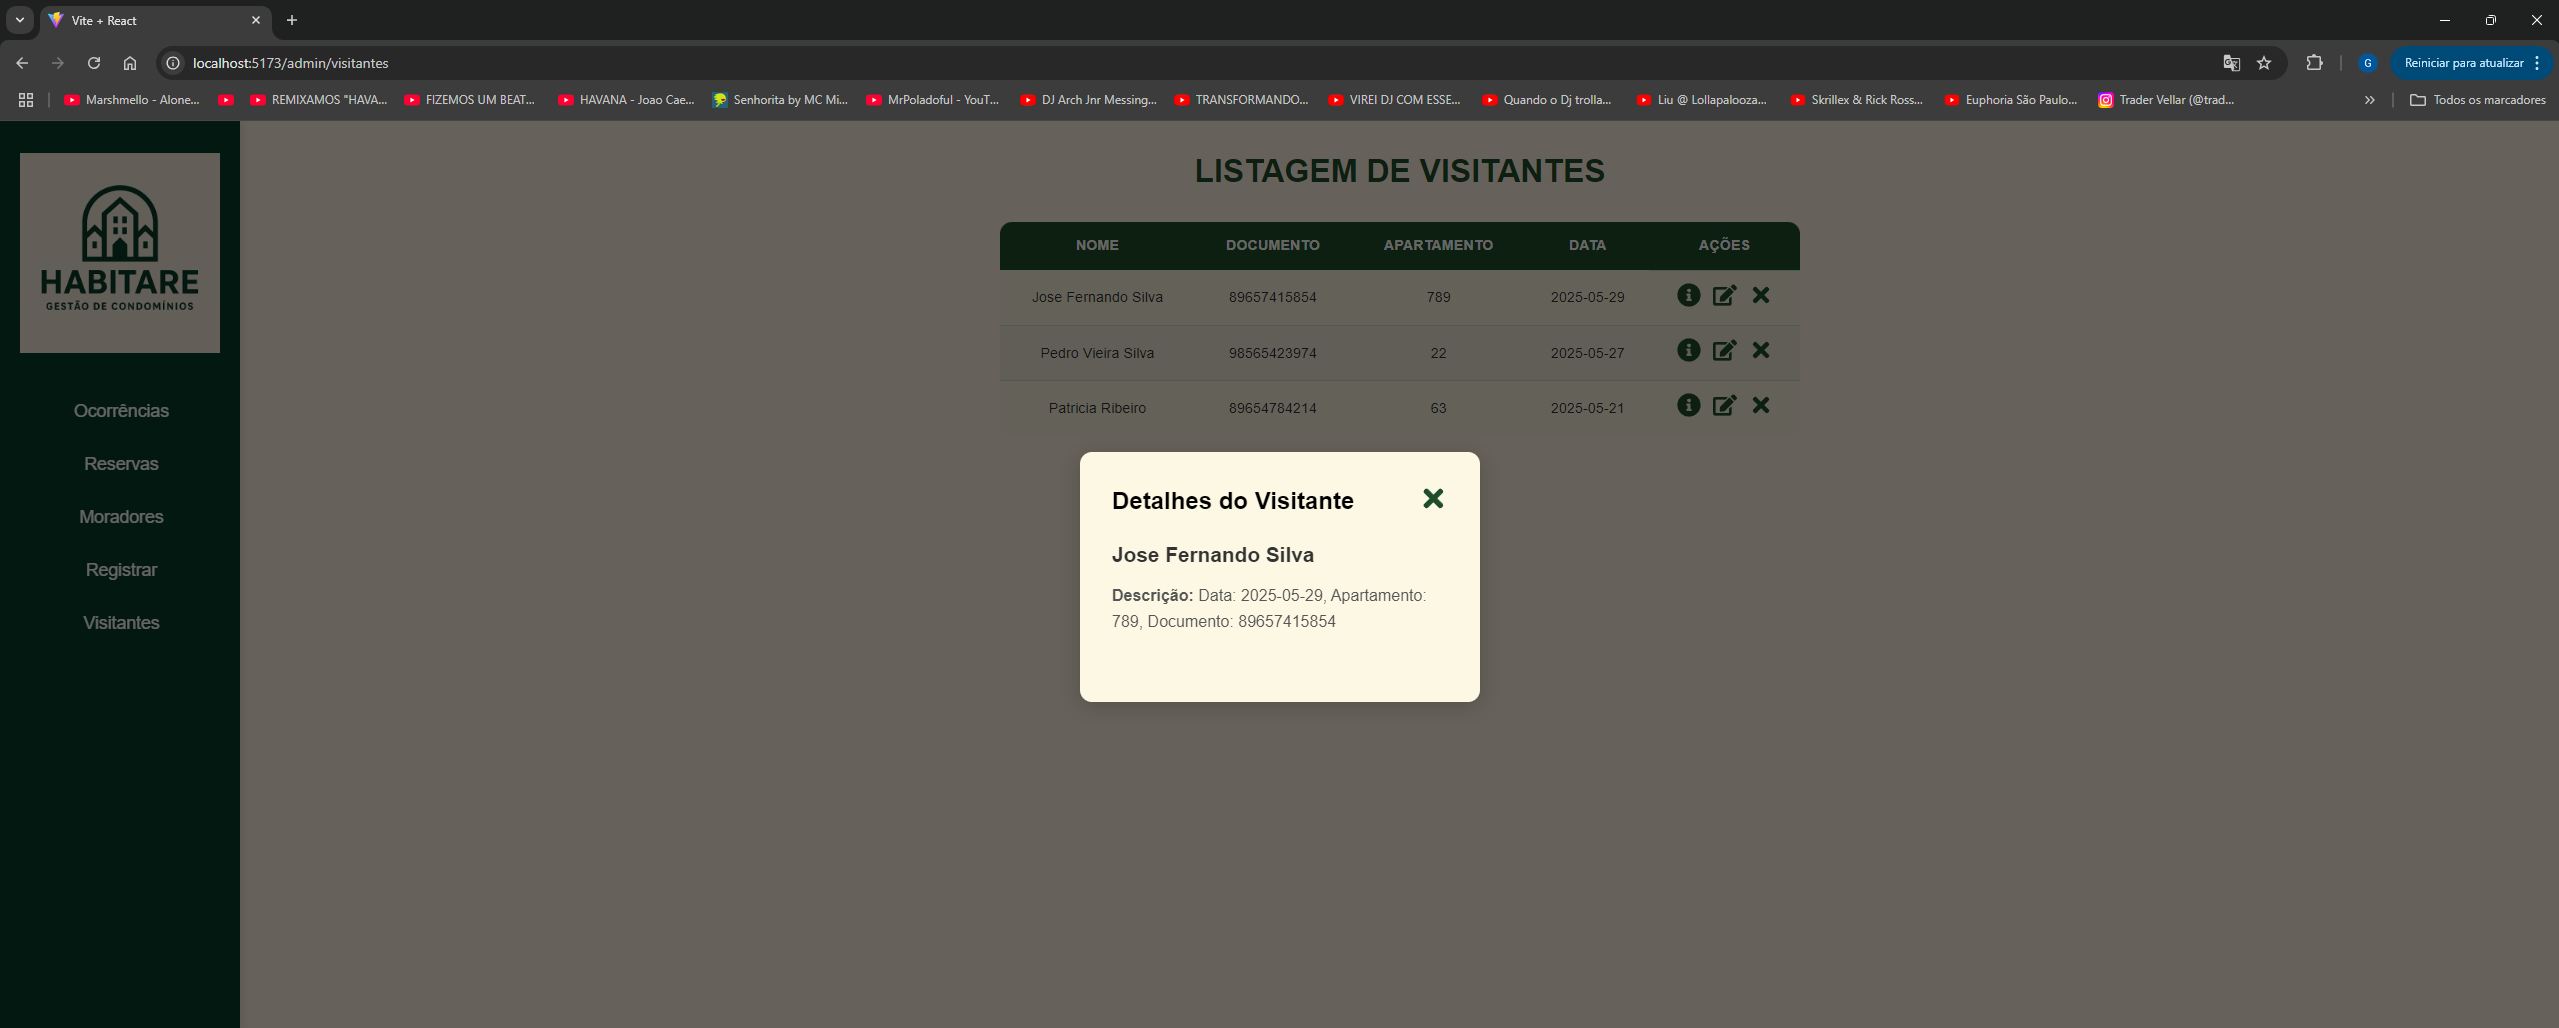 Vite + React
localhost:5173/admin/visitantes
G
Reiniciar para atualizar
Marshmello - Alone...
REMIXAMOS "HAVA...
FIZEMOS UM BEAT...
HAVANA - Joao Cae...
Senhorita by MC Mi...
MrPoladoful - YouT...
DJ Arch Jnr Messing...
TRANSFORMANDO...
VIREI DJ COM ESSE...
Quando o Dj trolla...
Liu @ Lollapalooza...
Skrillex & Rick Ross...
Euphoria São Paulo...
Trader Vellar (@trad...
Todos os marcadores
HABITARE
GESTÃO DE CONDOMÍNIOS
Ocorrências
Reservas
Moradores
Registrar
Visitantes
LISTAGEM DE VISITANTES
NOME DOCUMENTO APARTAMENTO DATA AÇÕES
Jose Fernando Silva 89657415854 789 2025-05-29
Pedro Vieira Silva 98565423974 22 2025-05-27
Patricia Ribeiro 89654784214 63 2025-05-21
Detalhes do Visitante
Jose Fernando Silva
Descrição: Data: 2025-05-29, Apartamento:
789, Documento: 89657415854